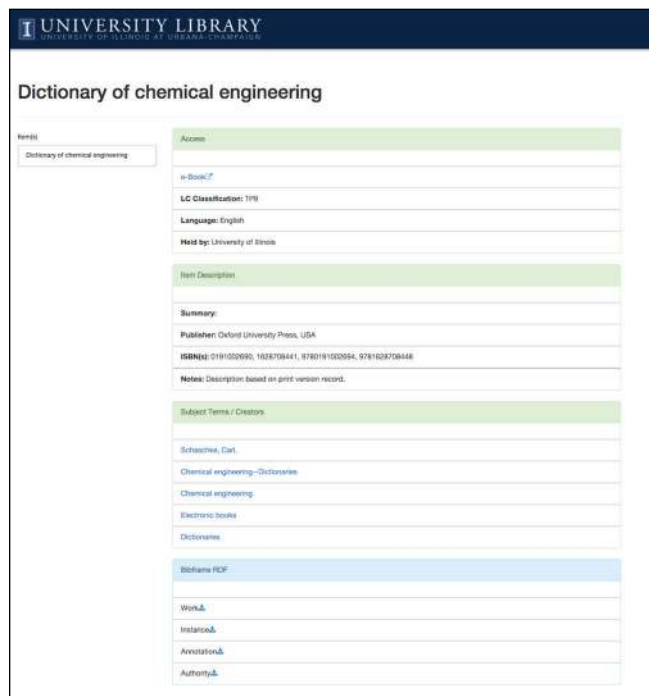 UNIVERSITY LIBRARY
UNIVERSITY OF ILLINOIS AT URBANA-CHAMPAIGN
Dictionary of chemical engineering
Item(s)
Dictionary of chemical engineering
Access
e-Book
LC Classification: TP9
Language: English
Held by: University of Illinois
Item Description
Summary:
Publisher: Oxford University Press, USA
ISBN(s): 0191002690, 1628708441, 9780191002694, 9781628708448
Notes: Description based on print version record.
Subject Terms / Creators
Schaschke, Carl.
Chemical engineering--Dictionaries
Chemical engineering.
Electronic books
Dictionaries
Bibframe RDF
Work
Instance
Annotation
Authority